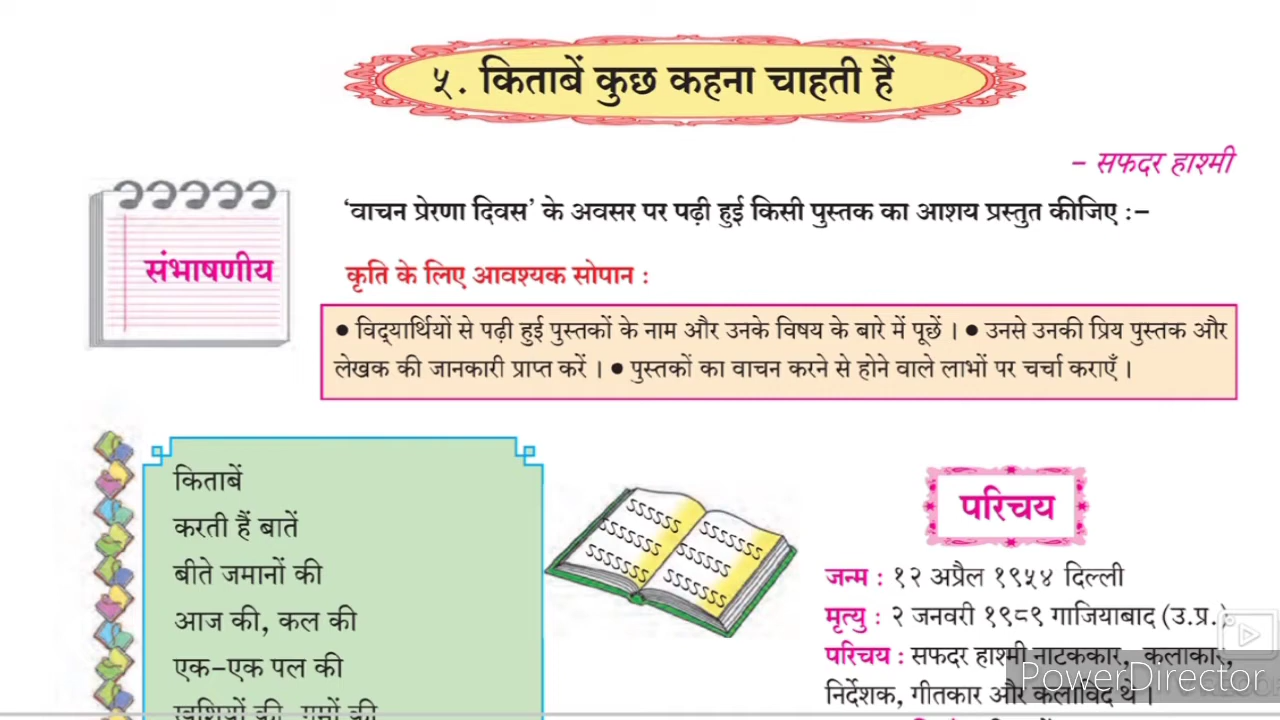 ५. किताबें कुछ कहना चाहती हैं
– सफदर हाश्मी
संभाषणीय
'वाचन प्रेरणा दिवस' के अवसर पर पढ़ी हुई किसी पुस्तक का आशय प्रस्तुत कीजिए :–
कृति के लिए आवश्यक सोपान :
● विद्यार्थियों से पढ़ी हुई पुस्तकों के नाम और उनके विषय के बारे में पूछें । ● उनसे उनकी प्रिय पुस्तक और
लेखक की जानकारी प्राप्त करें । ● पुस्तकों का वाचन करने से होने वाले लाभों पर चर्चा कराएँ ।
किताबें
करती हैं बातें
बीते जमानों की
आज की, कल की
एक-एक पल की
खुशियों की, गमों की
परिचय
जन्म : १२ अप्रैल १९५४ दिल्ली
मृत्यु : २ जनवरी १९८९ गाजियाबाद (उ.प्र.)
परिचय : सफदर हाश्मी नाटककार, कलाकार,
निर्देशक, गीतकार और कलाविद थे ।
PowerDirector